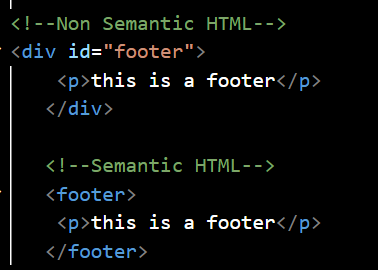 <!--Non Semantic HTML-->
<div id="footer">
<p>this is a footer</p>
</div>
<!--Semantic HTML-->
<footer>
<p>this is a footer</p>
</footer>